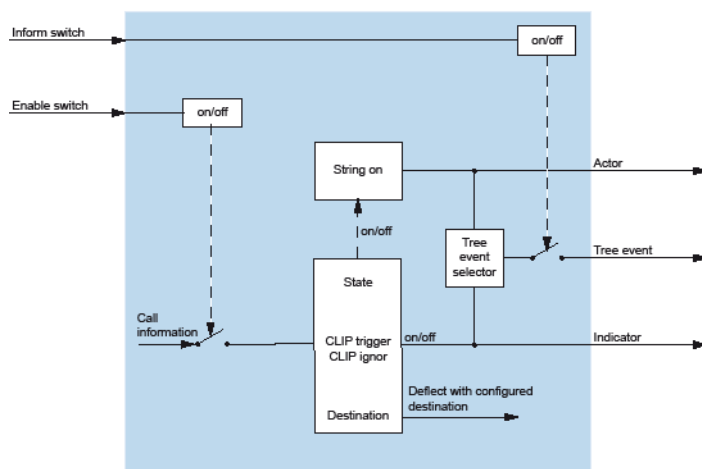 Inform switch
on/off
Enable switch
on/off
String on
Actor
on/off
Tree
event
selector
Tree event
State
Call
information
CLIP trigger
CLIP ignor
on/off
Indicator
Deflect with configured
destination
Destination